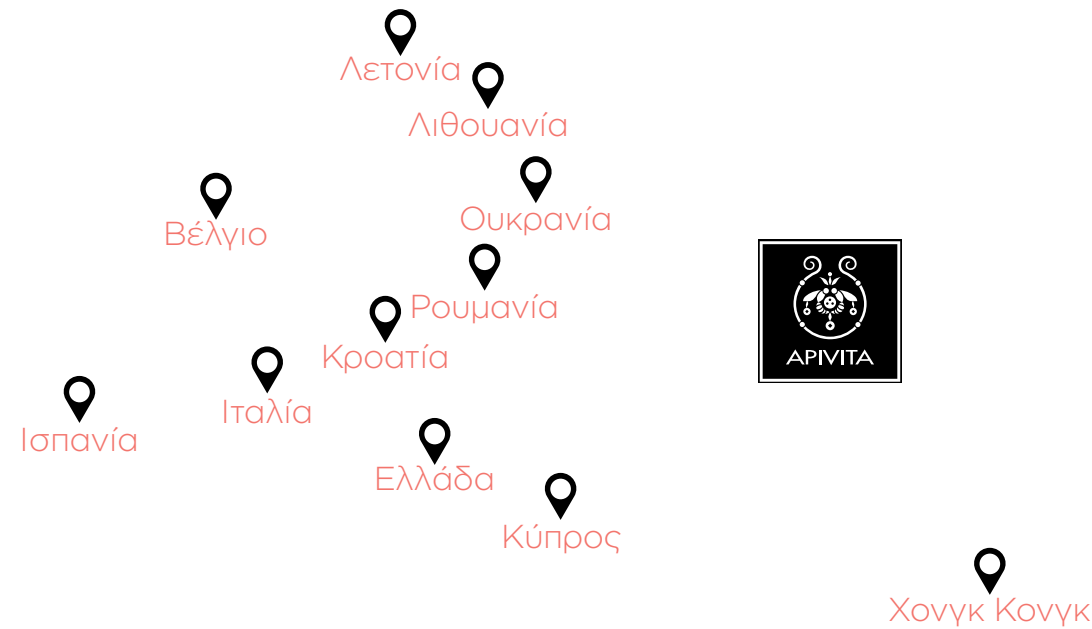 Λετονία
Λιθουανία
Βέλγιο
Ουκρανία
Ρουμανία
Κροατία
APIVITA
Ιταλία
Ισπανία
Ελλάδα
Κύπρος
Χονγκ Κονγκ